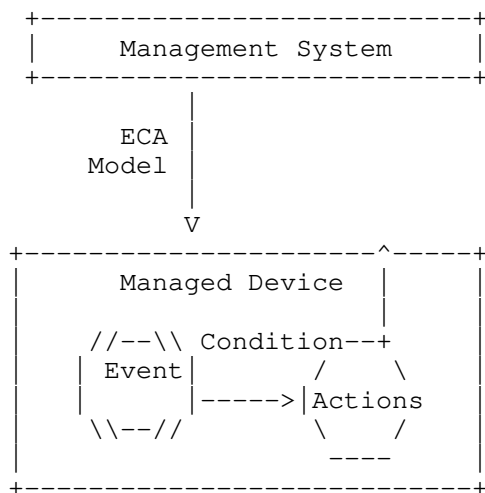 Management System
ECA
Model
Managed Device
Condition
Event
Actions